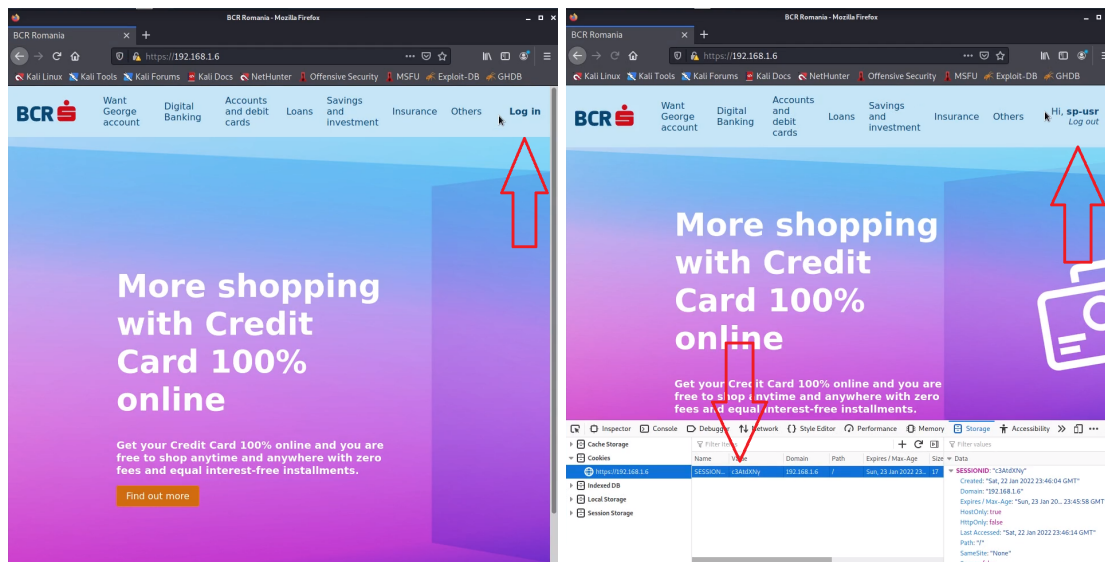 BCR Romania - Mozilla Firefox
BCR Romania × +
https://192.168.1.6
Kali Linux Kali Tools Kali Forums Kali Docs NetHunter Offensive Security MSFU Exploit-DB GHDB
BCR
Want George account
Digital Banking
Accounts and debit cards
Loans
Savings and investment
Insurance
Others
Log in
More shopping
with Credit
Card 100%
online
Get your Credit Card 100% online and you are
free to shop anytime and anywhere with zero
fees and equal interest-free installments.
Find out more
BCR Romania - Mozilla Firefox
BCR Romania × +
https://192.168.1.6
Kali Linux Kali Tools Kali Forums Kali Docs NetHunter Offensive Security MSFU Exploit-DB GHDB
BCR
Want George account
Digital Banking
Accounts and debit cards
Loans
Savings and investment
Insurance
Others
Hi, sp-usr
Log out
More shopping
with Credit
Card 100%
online
Get your Credit Card 100% online and you are
free to shop anytime and anywhere with zero
fees and equal interest-free installments.
Inspector Console Debugger Network {} Style Editor Performance Memory Storage Accessibility
Cache Storage
Cookies
https://192.168.1.6
Indexed DB
Local Storage
Session Storage
Filter Items
Name Value Domain Path Expires / Max-Age Size
SESSION... c3AtdXNy 192.168.1.6 / Sun, 23 Jan 2022 23... 17
Filter values
Data
SESSIONID: "c3AtdXNy"
Created: "Sat, 22 Jan 2022 23:46:04 GMT"
Domain: "192.168.1.6"
Expires / Max-Age: "Sun, 23 Jan 20... 23:45:58 GMT"
HostOnly: true
HttpOnly: false
Last Accessed: "Sat, 22 Jan 2022 23:46:14 GMT"
Path: "/"
SameSite: "None"